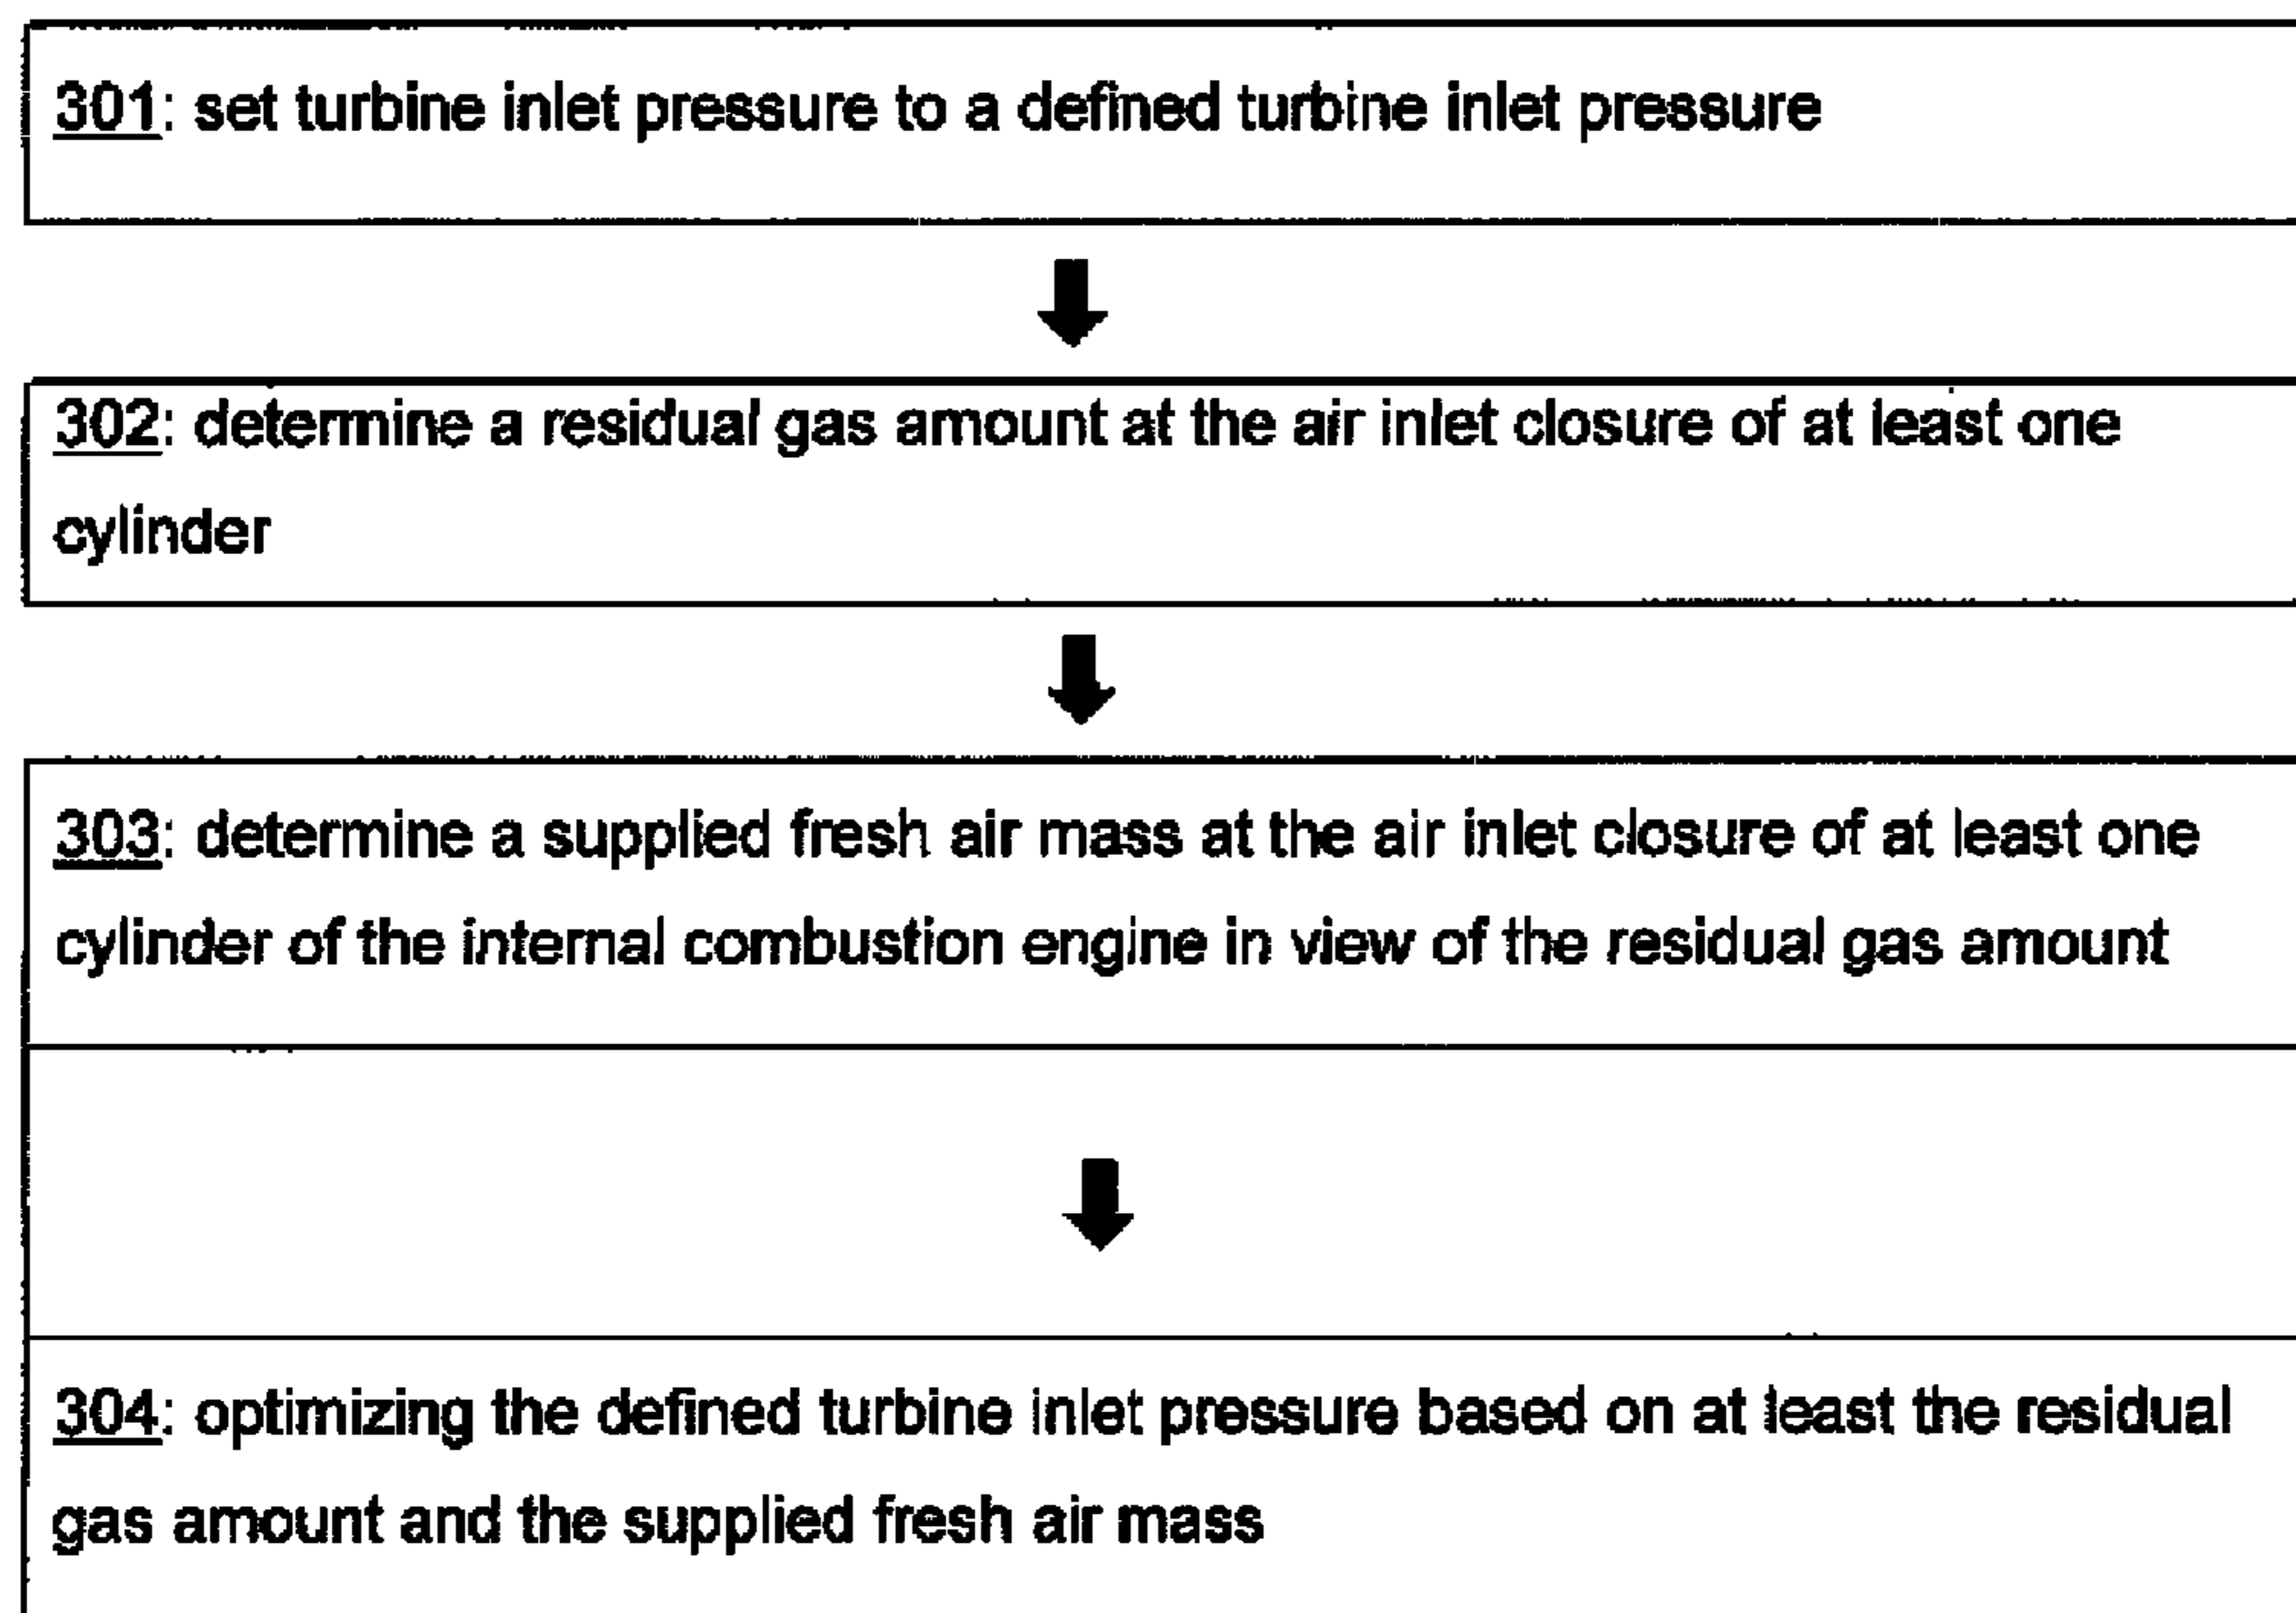 301: set turbine inlet pressure to a defined turbine inlet pressure
302: determine a residual gas amount at the air inlet closure of at least one
cylinder
303: determine a supplied fresh air mass at the air inlet closure of at least one
cylinder of the internal combustion engine in view of the residual gas amount
304: optimizing the defined turbine inlet pressure based on at least the residual
gas amount and the supplied fresh air mass